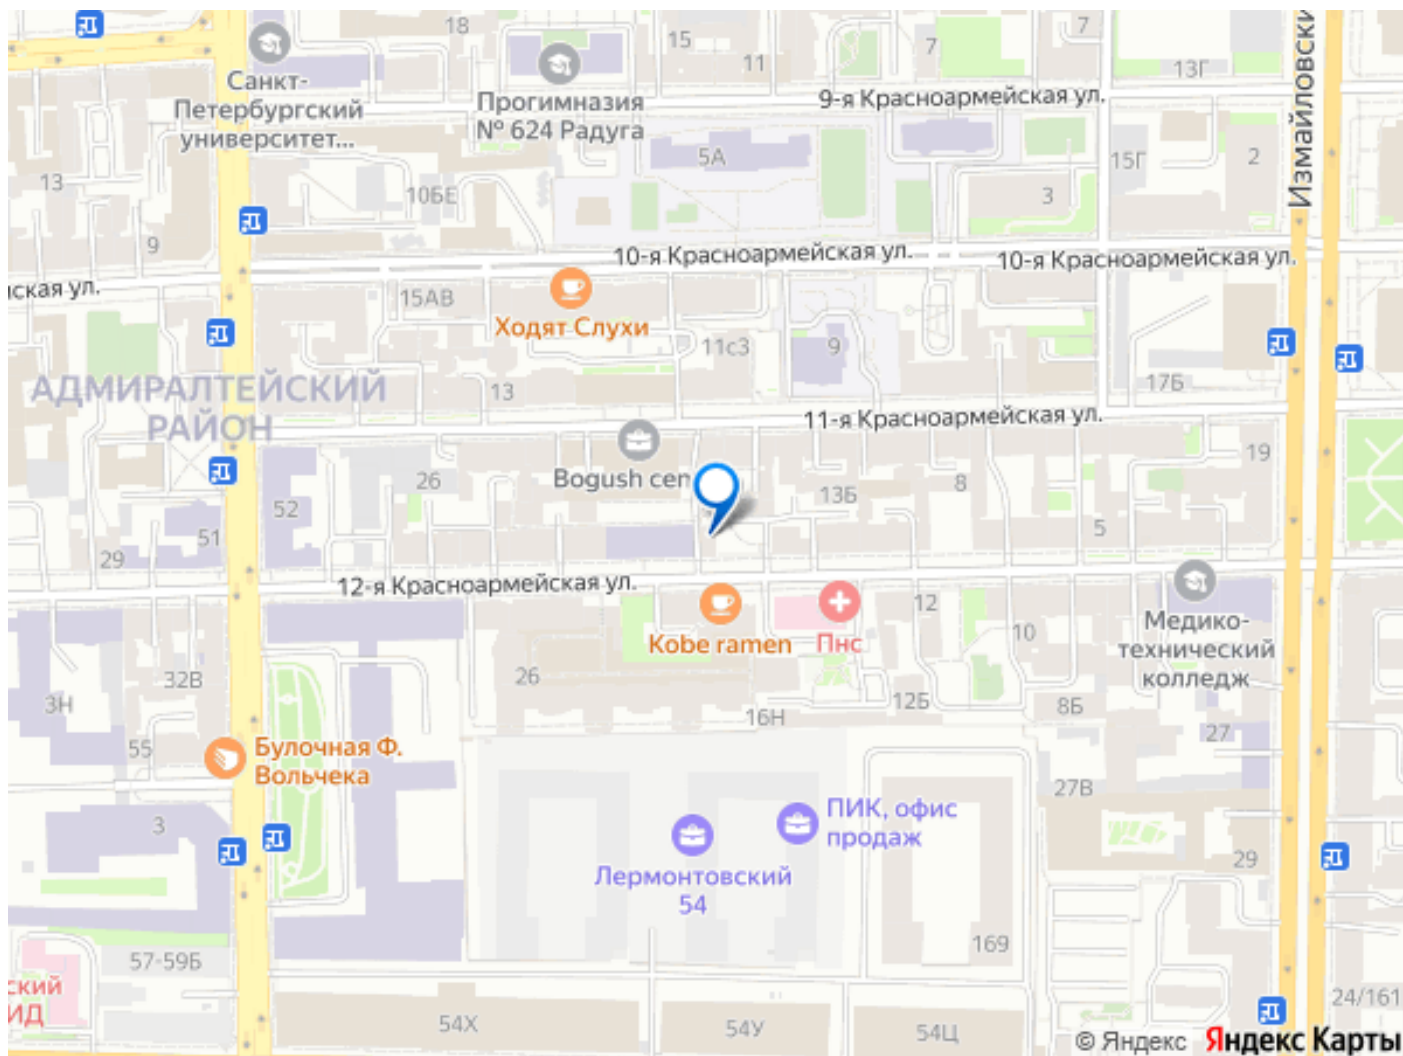 18
15
11
7
7
13Г
Санкт-
Петербургский
университет...
Прогимназия
№ 624 Радуга
9-я Красноармейская ул.
Измайловски
5А
15Г
2
13
10БЕ
3
9
10-я Красноармейская ул.
10-я Красноармейская ул.
ская ул.
15АВ
Ходят Слухи
11с3
9
АДМИРАЛТЕЙСКИЙ
РАЙОН
13
17Б
11-я Красноармейская ул.
Bogush cen
26
13Б
8
19
52
51
5
29
12-я Красноармейская ул.
12
Медико-
технический
колледж
Kobe ramen
Пнс
10
32В
26
3Н
12Б
8Б
16Н
27
55
Булочная Ф.
Вольчека
27В
3
ПИК, офис
продаж
29
Лермонтовский
54
169
57-59Б
ский
ИД
54Х
54У
54Ц
24/161
© Яндекс Яндекс Карты